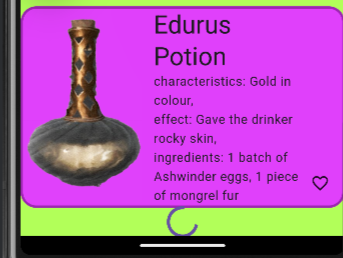 Edurus
Potion
characteristics: Gold in
colour,
effect: Gave the drinker
rocky skin,
ingredients: 1 batch of
Ashwinder eggs, 1 piece
of mongrel fur